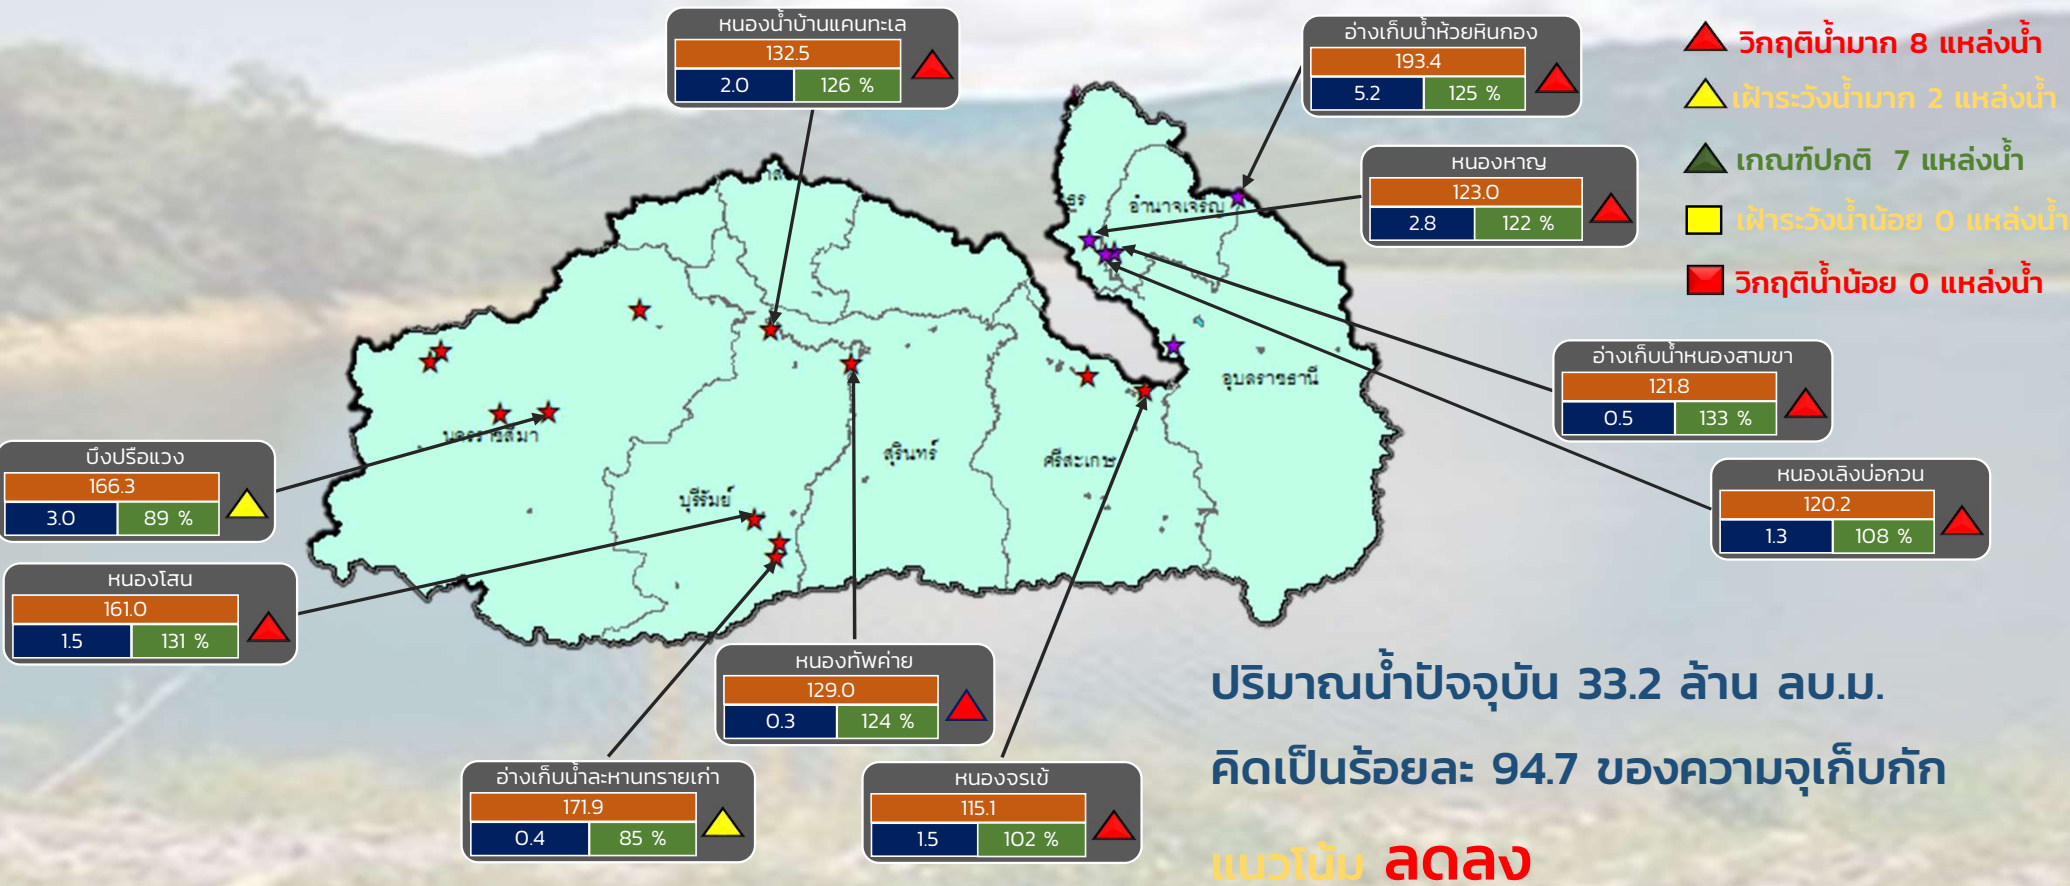 หนองน้ำบ้านแคนทะเล
132.5
2.0 126 %
อ่างเก็บน้ำห้วยหินกอง
193.4
5.2 125 %
วิกฤติน้ำมาก 8 แหล่งน้ำ
เฝ้าระวังน้ำมาก 2 แหล่งน้ำ
เกณฑ์ปกติ 7 แหล่งน้ำ
เฝ้าระวังน้ำน้อย 0 แหล่งน้ำ
วิกฤติน้ำน้อย 0 แหล่งน้ำ
หนองหาญ
123.0
2.8 122 %
อำนาจเจริญ
อ่างเก็บน้ำหนองสามขา
121.8
0.5 133 %
อุบลราชธานี
นครราชสีมา
สุรินทร์
ศรีสะเกษ
บุรีรัมย์
บึงปรือแวง
166.3
3.0 89 %
หนองเลิงบ่อกวน
120.2
1.3 108 %
หนองโสน
161.0
1.5 131 %
หนองทัพค่าย
129.0
0.3 124 %
อ่างเก็บน้ำละหานทรายเก่า
171.9
0.4 85 %
หนองจรเข้
115.1
1.5 102 %
ปริมาณน้ำปัจจุบัน 33.2 ล้าน ลบ.ม.
คิดเป็นร้อยละ 94.7 ของความจุเก็บกัก
แนวโน้ม ลดลง